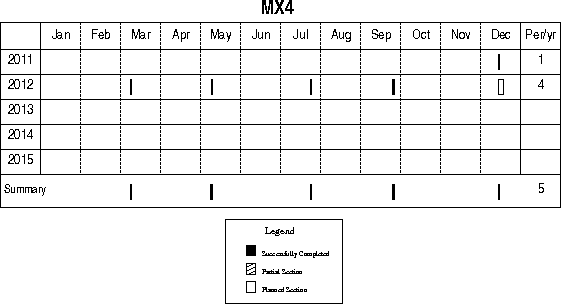 MX4
Jan Feb Mar Apr May Jun Jul Aug Sep Oct Nov Dec Per/yr
2011 1
2012 4
2013
2014
2015
Summary 5
Legend
Successfully Completed
Partial Section
Planned Section